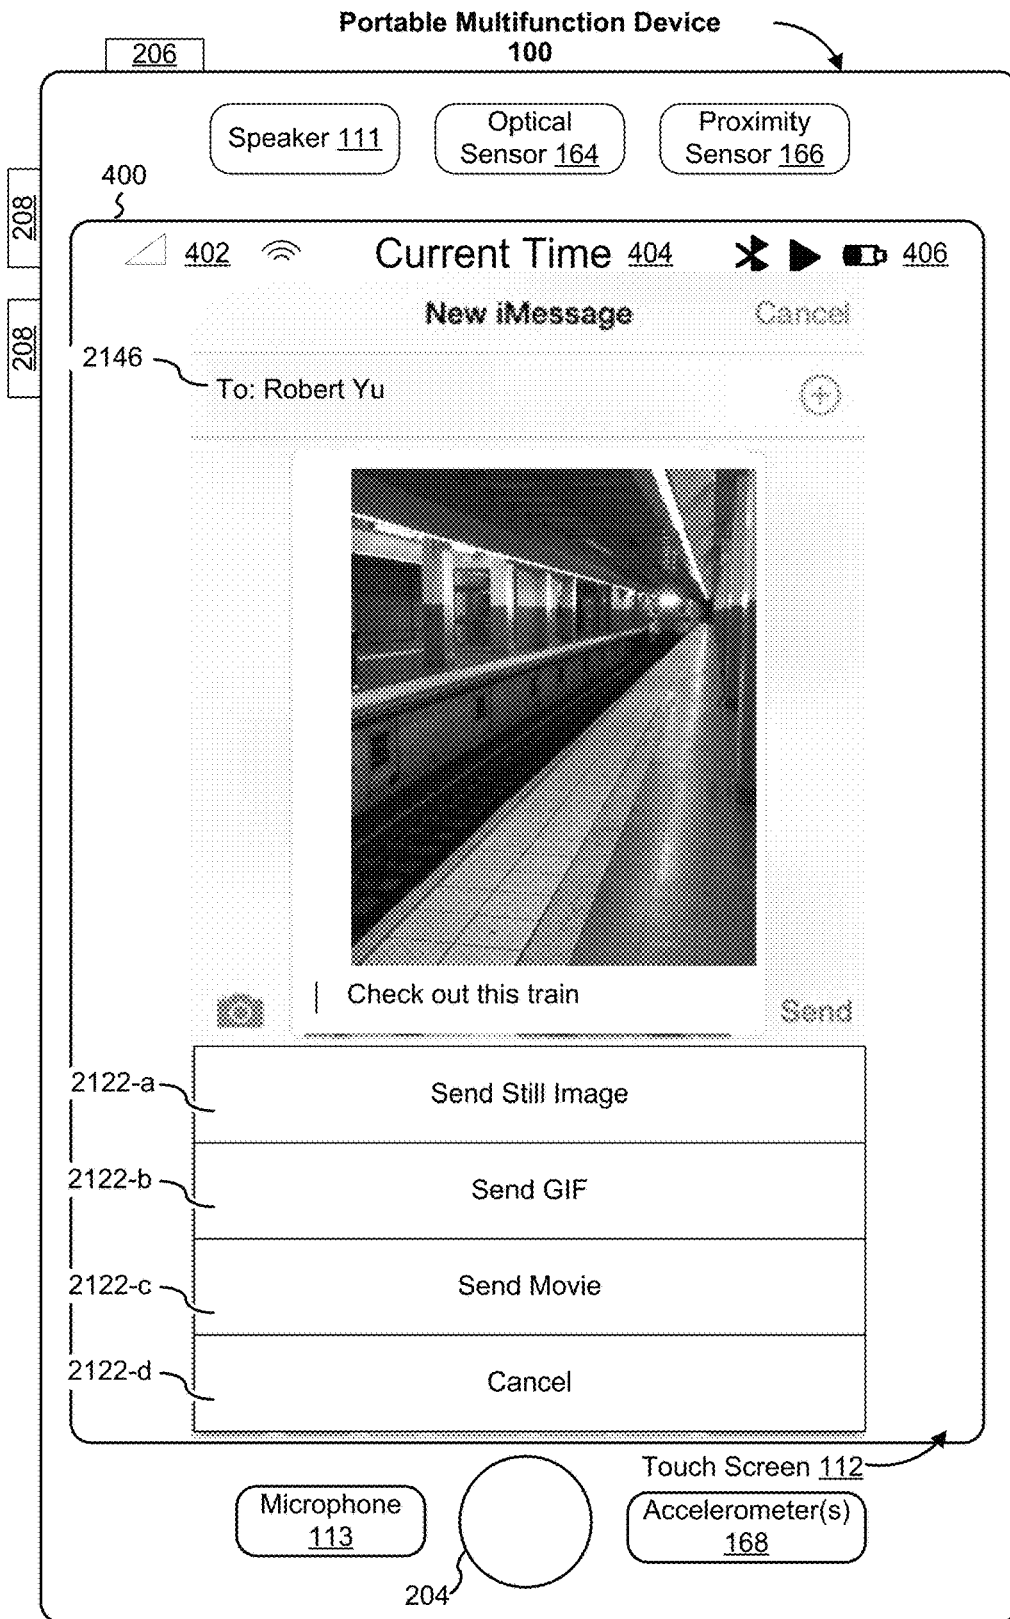 Portable Multifunction Device
100
206
Speaker 111
Optical
Sensor 164
Proximity
Sensor 166
400
208
208
402
Current Time 404
406
New iMessage
Cancel
2146
To: Robert Yu
Check out this train
Send
2122-a
Send Still Image
2122-b
Send GIF
2122-c
Send Movie
2122-d
Cancel
Touch Screen 112
Microphone
113
Accelerometer(s)
168
204